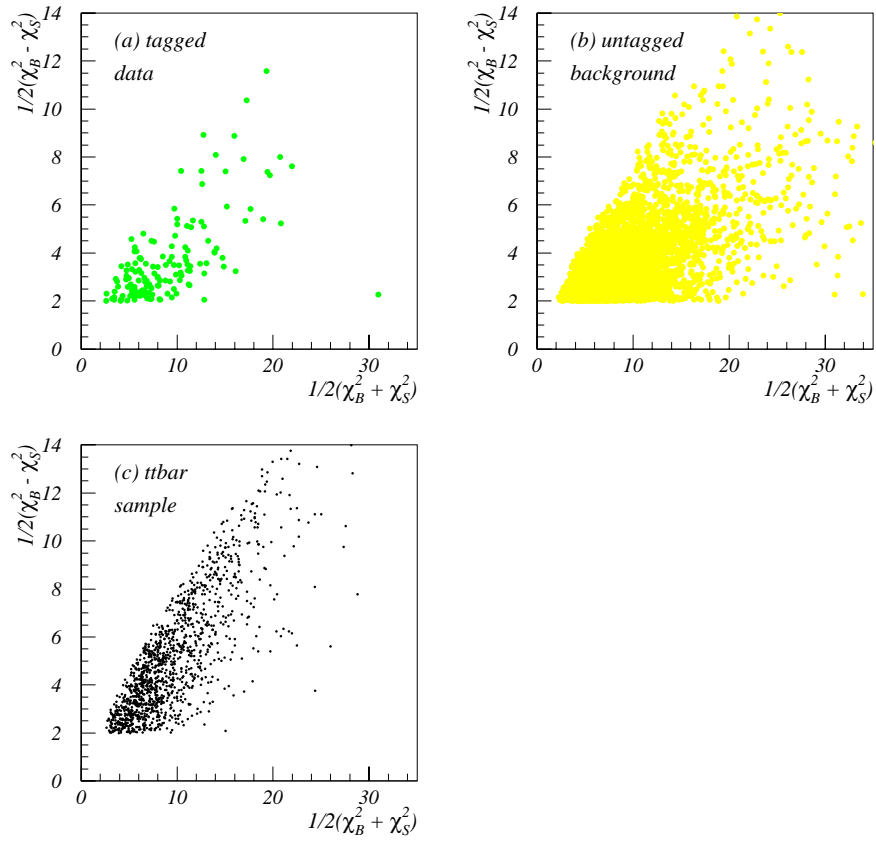 1/2(χ²_B - χ²_S)
14
12
10
8
6
4
2
0
(a) tagged
data
0 10 20 30
1/2(χ²_B + χ²_S)
1/2(χ²_B - χ²_S)
14
12
10
8
6
4
2
0
(b) untagged
background
0 10 20 30
1/2(χ²_B + χ²_S)
1/2(χ²_B - χ²_S)
14
12
10
8
6
4
2
0
(c) ttbar
sample
0 10 20 30
1/2(χ²_B + χ²_S)